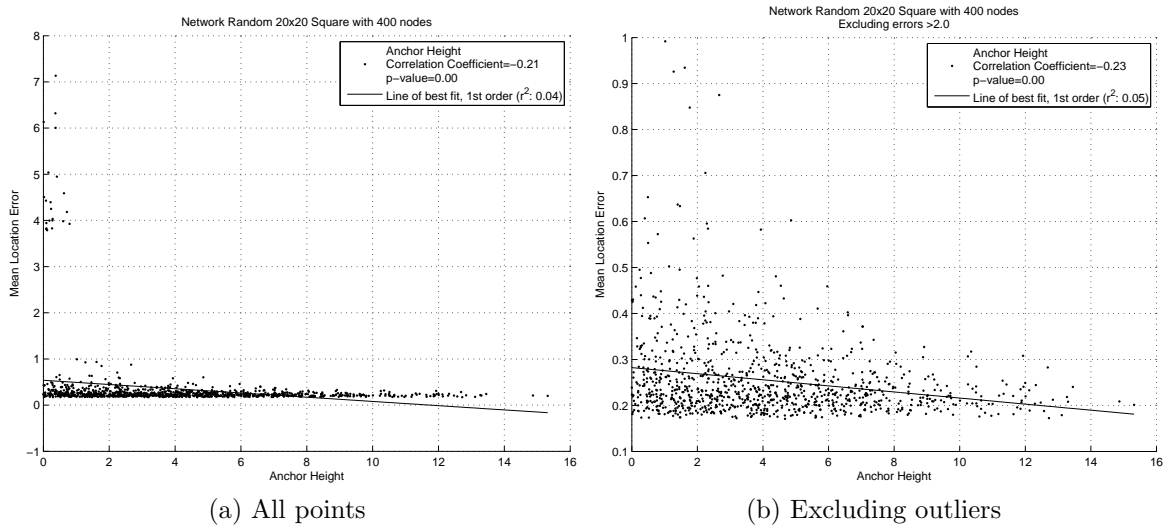 Network Random 20x20 Square with 400 nodes
8
7
6
5
4
3
2
1
0
−1
Mean Location Error
Anchor Height
Correlation Coefficient=−0.21
p−value=0.00
Line of best fit, 1st order (r²: 0.04)
0 2 4 6 8 10 12 14 16
Anchor Height
(a) All points
Network Random 20x20 Square with 400 nodes
Excluding errors >2.0
1
0.9
0.8
0.7
0.6
0.5
0.4
0.3
0.2
0.1
Mean Location Error
Anchor Height
Correlation Coefficient=−0.23
p−value=0.00
Line of best fit, 1st order (r²: 0.05)
0 2 4 6 8 10 12 14 16
Anchor Height
(b) Excluding outliers